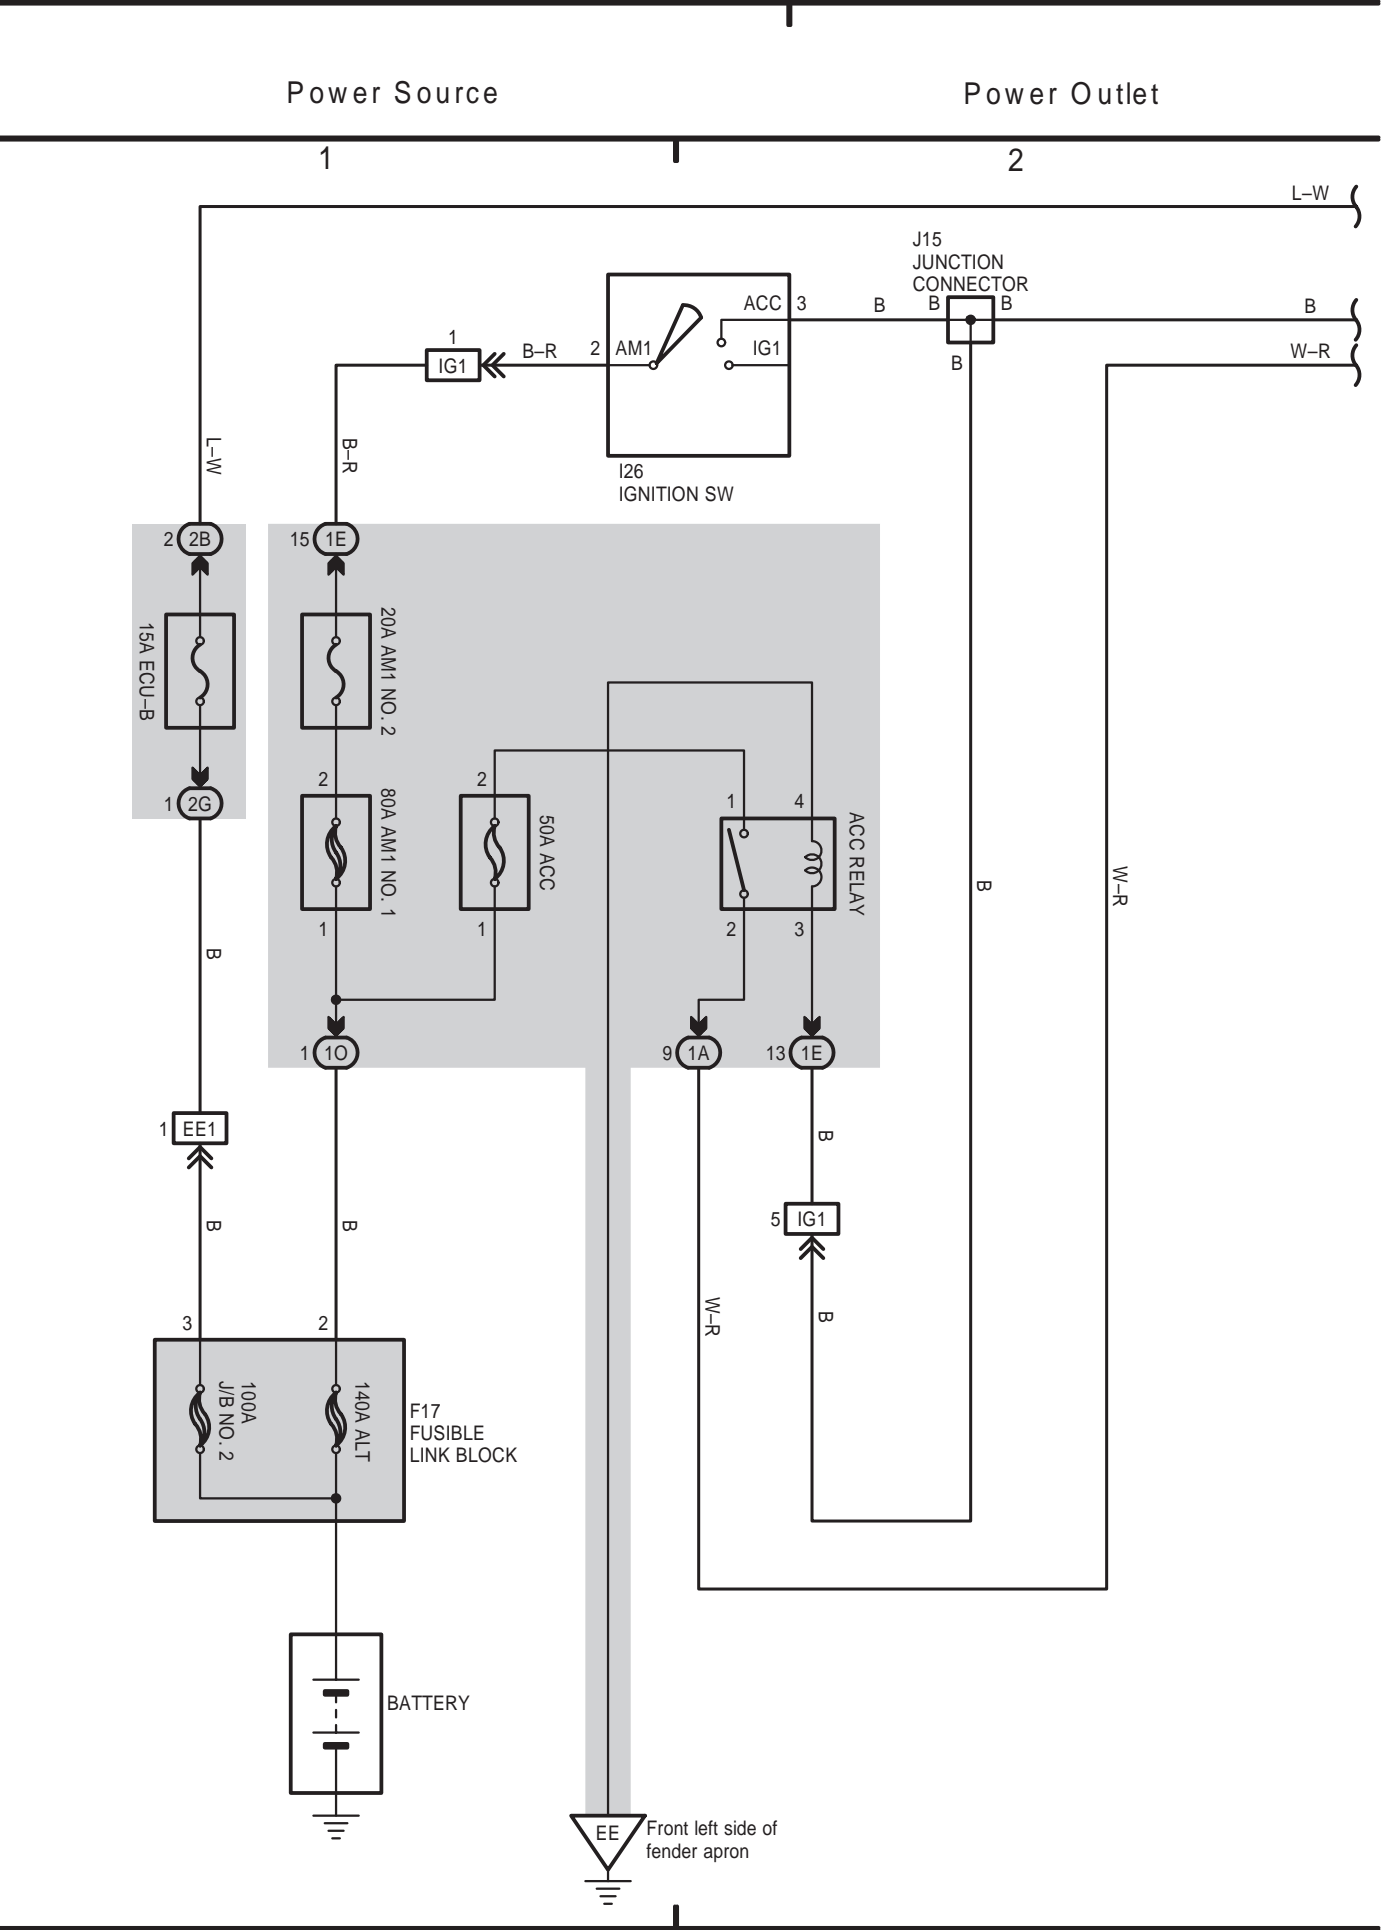 Power Source
Power Outlet
1
2
L–W
J15
JUNCTION
CONNECTOR
ACC
3
B
B
B
B
1
IG1
B–R
2
AM1
IG1
B
W–R
L–W
B–R
I26
IGNITION SW
2
2B
15
1E
15A ECU–B
20A AM1 NO. 2
1
2G
2
80A AM1 NO. 1
2
50A ACC
1
4
ACC RELAY
B
W–R
1
1
2
3
B
1
1O
9
1A
13
1E
1
EE1
B
5
IG1
B
B
W–R
B
3
2
100A
J/B NO. 2
140A ALT
F17
FUSIBLE
LINK BLOCK
BATTERY
EE
Front left side of
fender apron